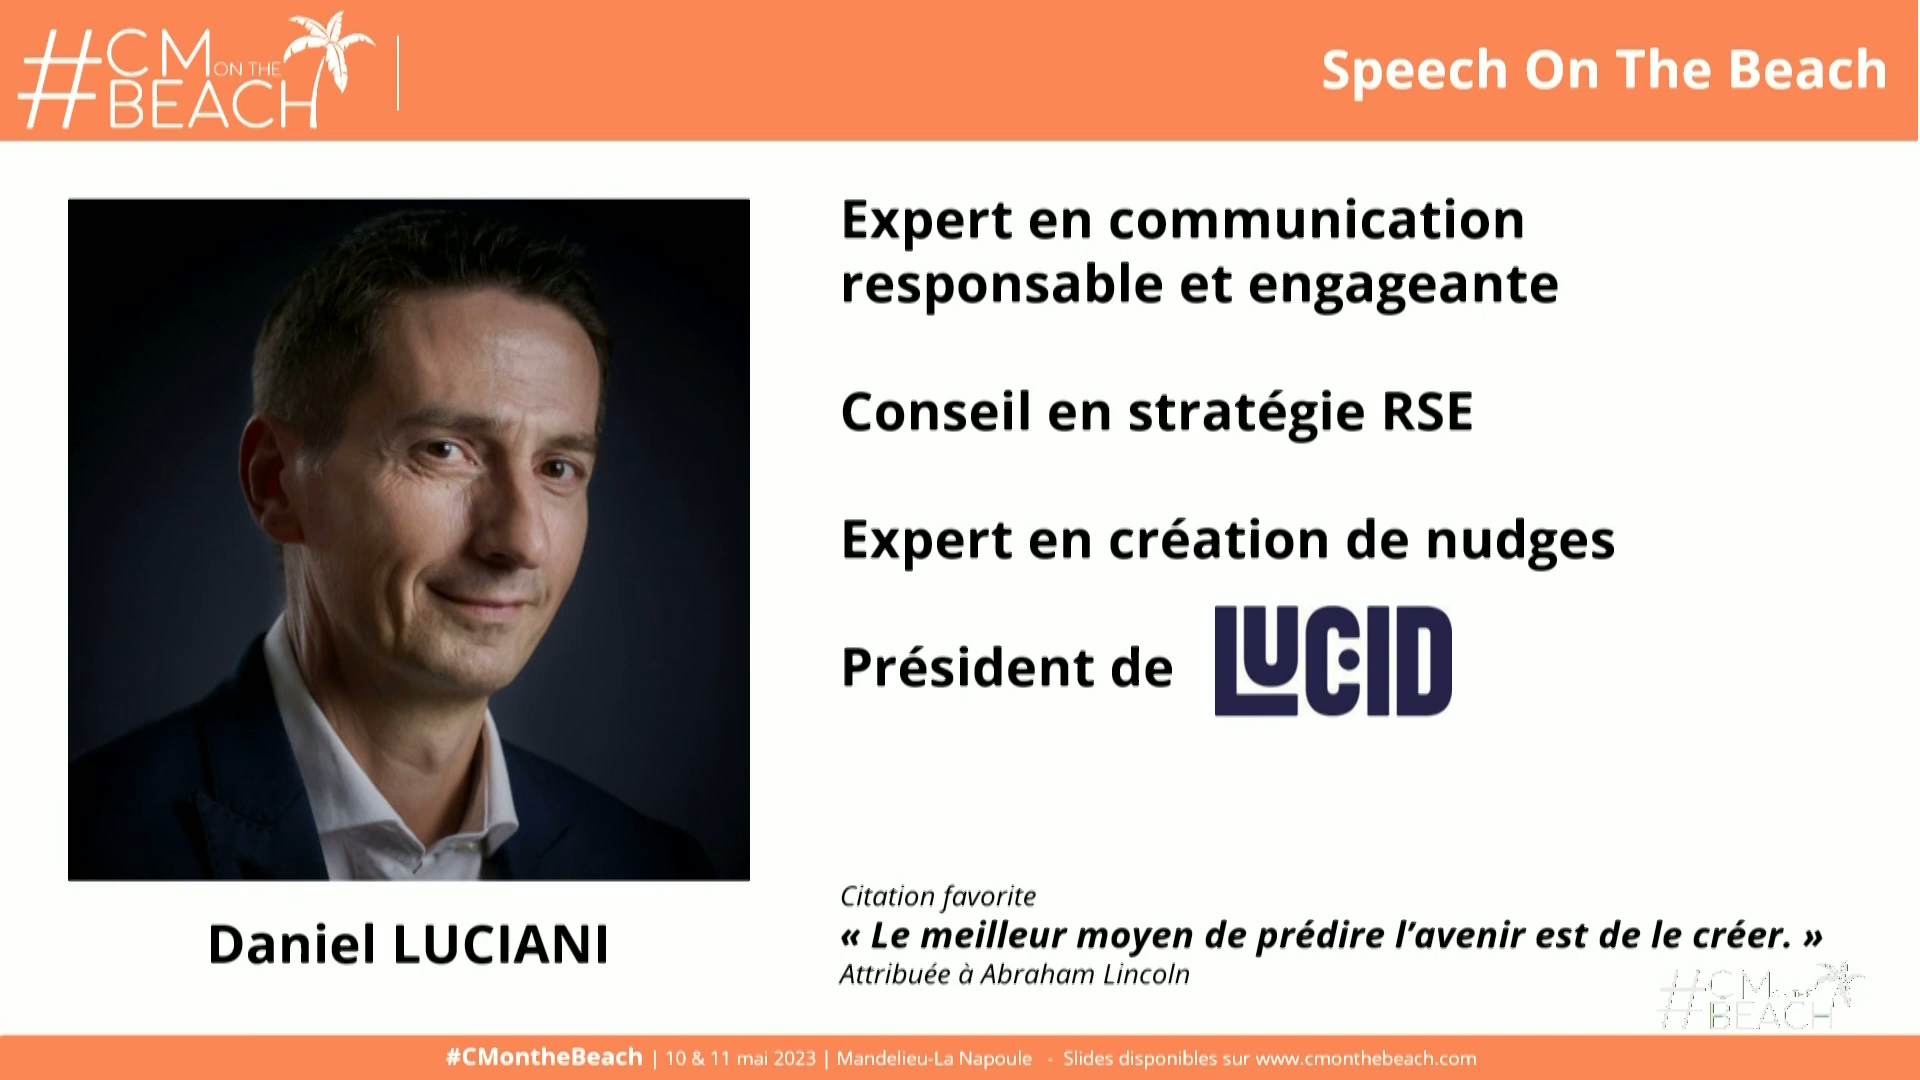 #CM ON THE
BEACH
Speech On The Beach
Expert en communication
responsable et engageante
Conseil en stratégie RSE
Expert en création de nudges
Président de LUCID
Daniel LUCIANI
Citation favorite
« Le meilleur moyen de prédire l’avenir est de le créer. »
Attribuée à Abraham Lincoln
#CM ON THE
BEACH
#CMontheBeach | 10 & 11 mai 2023 | Mandelieu-La Napoule - Slides disponibles sur www.cmonthebeach.com